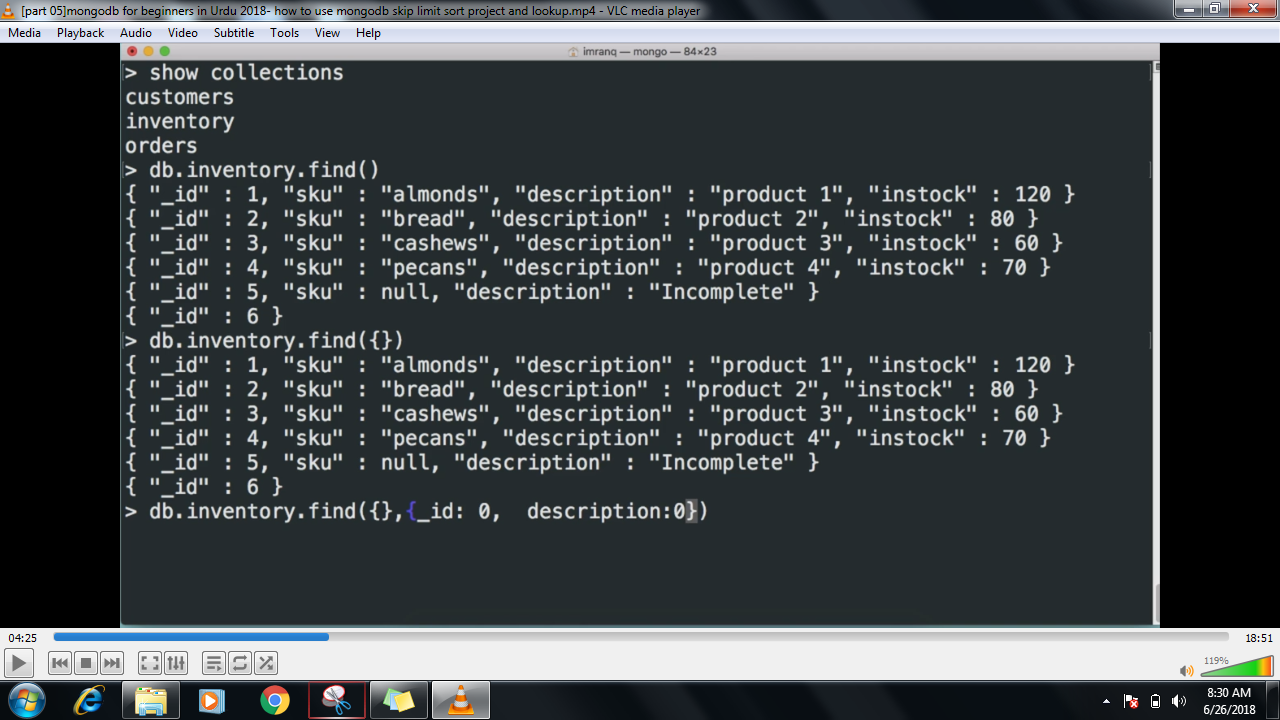 [part 05]mongodb for beginners in Urdu 2018- how to use mongodb skip limit sort project and lookup.mp4 - VLC media player
Media Playback Audio Video Subtitle Tools View Help
imranq — mongo — 84×23
> show collections
customers
inventory
orders
> db.inventory.find()
{ "_id" : 1, "sku" : "almonds", "description" : "product 1", "instock" : 120 }
{ "_id" : 2, "sku" : "bread", "description" : "product 2", "instock" : 80 }
{ "_id" : 3, "sku" : "cashews", "description" : "product 3", "instock" : 60 }
{ "_id" : 4, "sku" : "pecans", "description" : "product 4", "instock" : 70 }
{ "_id" : 5, "sku" : null, "description" : "Incomplete" }
{ "_id" : 6 }
> db.inventory.find({})
{ "_id" : 1, "sku" : "almonds", "description" : "product 1", "instock" : 120 }
{ "_id" : 2, "sku" : "bread", "description" : "product 2", "instock" : 80 }
{ "_id" : 3, "sku" : "cashews", "description" : "product 3", "instock" : 60 }
{ "_id" : 4, "sku" : "pecans", "description" : "product 4", "instock" : 70 }
{ "_id" : 5, "sku" : null, "description" : "Incomplete" }
{ "_id" : 6 }
> db.inventory.find({},{_id: 0,  description:0})
04:25 18:51
119%
8:30 AM
6/26/2018